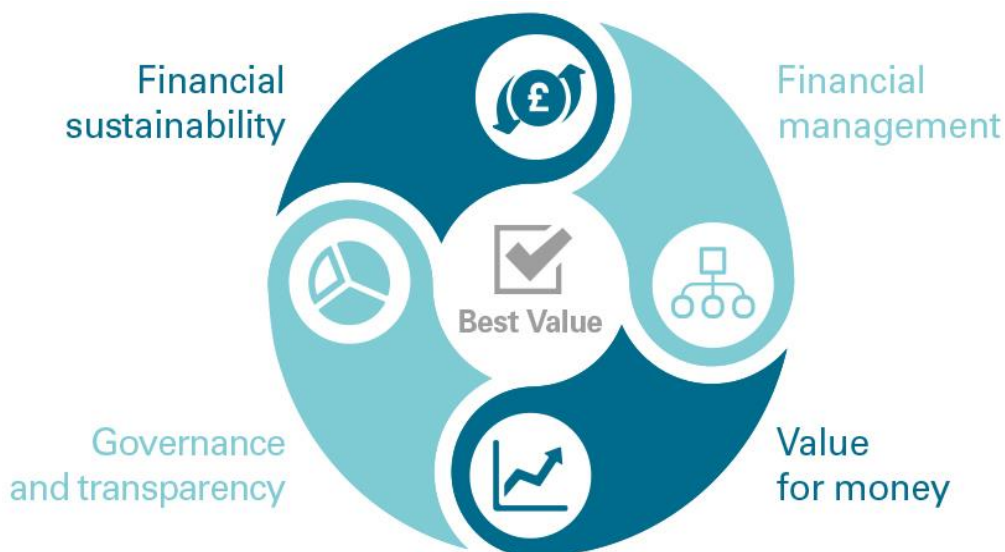 Financial
sustainability
Financial
management
£
Best Value
Governance
and transparency
Value
for money